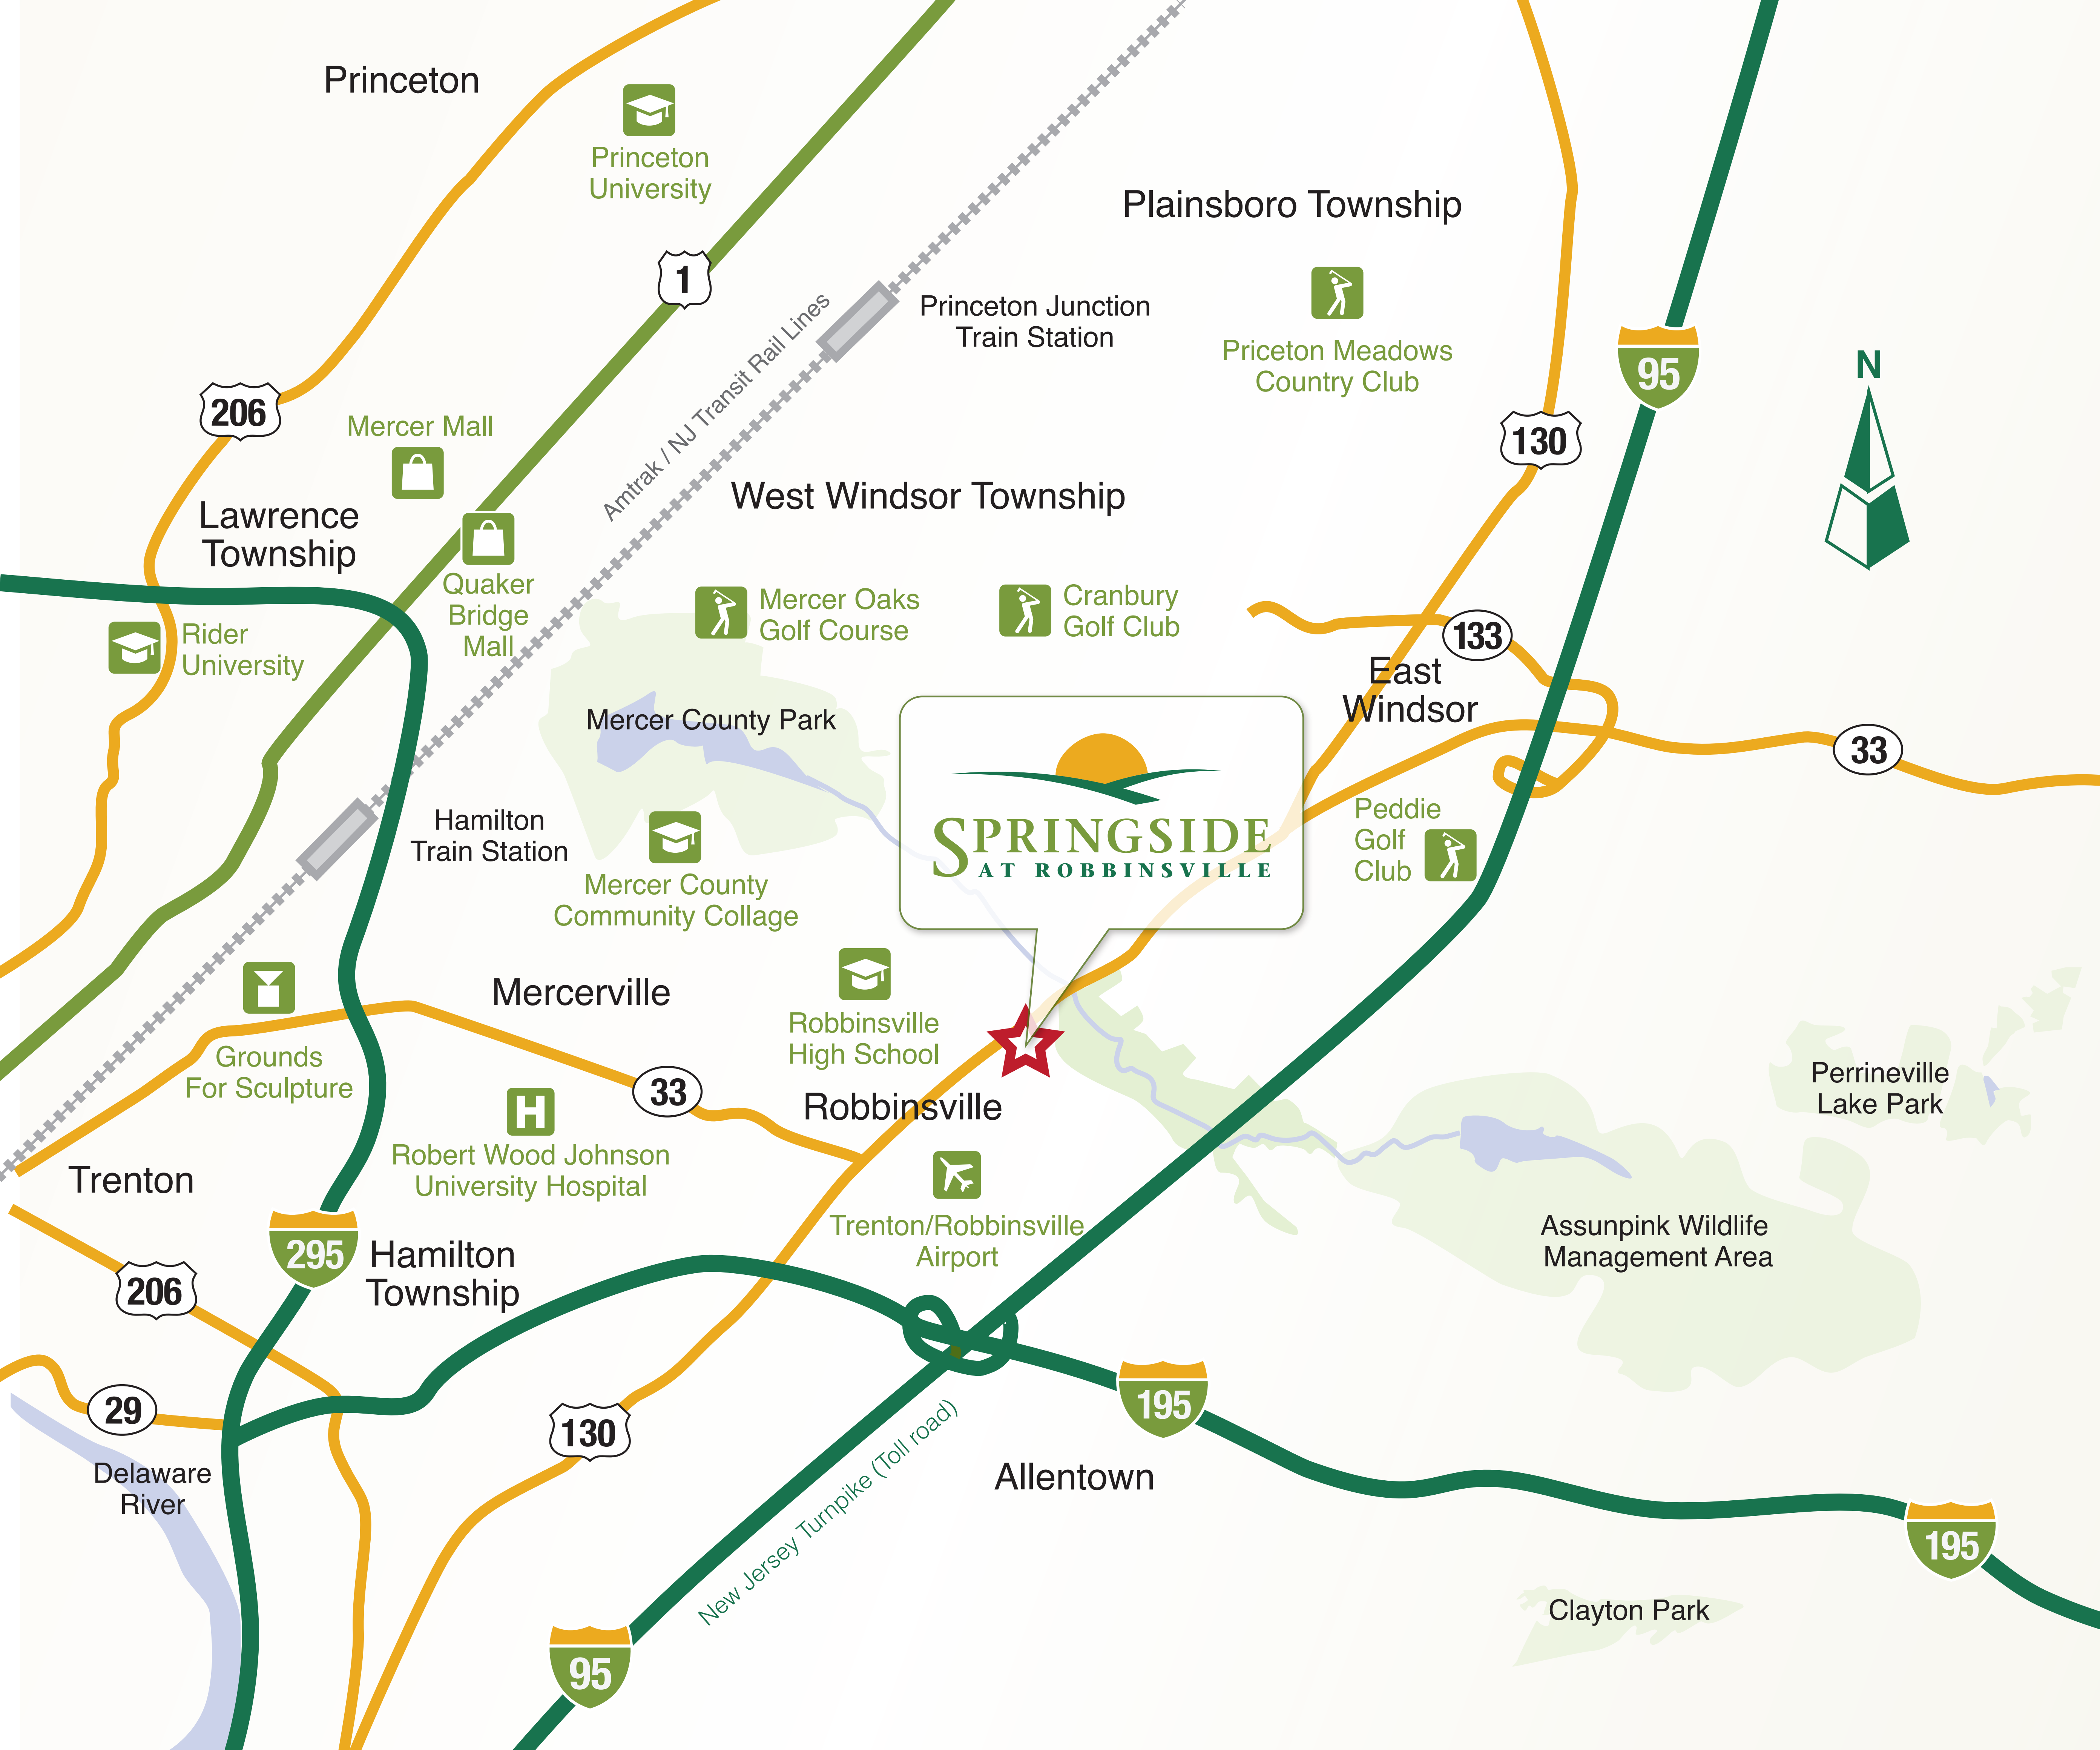 Princeton
Princeton
University
Plainsboro Township
1
Princeton Junction
Train Station
Amtrak / NJ Transit Rail Lines
Priceton Meadows
Country Club
95
N
206
Mercer Mall
130
West Windsor Township
Lawrence
Township
Quaker
Bridge
Mall
Mercer Oaks
Golf Course
Cranbury
Golf Club
133
Rider
University
East
Windsor
Mercer County Park
33
SPRINGSIDE
AT ROBBINSVILLE
Peddie
Golf
Club
Hamilton
Train Station
Mercer County
Community Collage
Mercerville
Robbinsville
High School
Grounds
For Sculpture
33
Robbinsville
Perrineville
Lake Park
H
Robert Wood Johnson
University Hospital
Trenton
Trenton/Robbinsville
Airport
Assunpink Wildlife
Management Area
295
Hamilton
Township
206
29
130
195
Delaware
River
New Jersey Turnpike (Toll road)
Allentown
195
Clayton Park
95